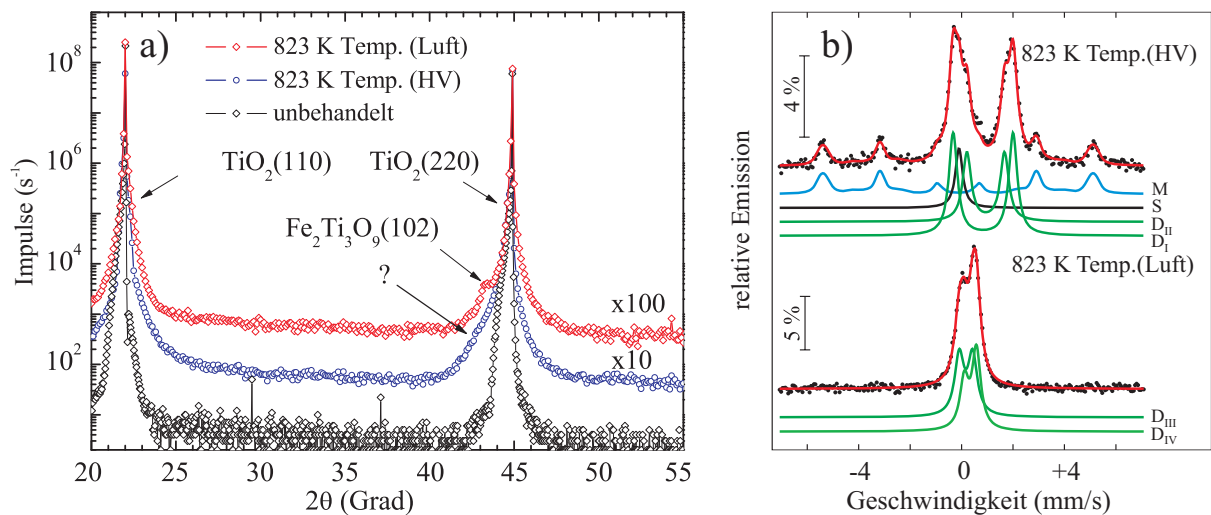 a)
823 K Temp. (Luft)
823 K Temp. (HV)
unbehandelt
TiO2(110)
TiO2(220)
Fe2Ti3O9(102)
?
x100
x10
Impulse (s-1)
10^8
10^6
10^4
10^2
20 25 30 35 40 45 50 55
2θ (Grad)
b)
823 K Temp.(HV)
4 %
M
S
DII
DI
823 K Temp.(Luft)
5 %
DIII
DIV
relative Emission
-4 0 +4
Geschwindigkeit (mm/s)